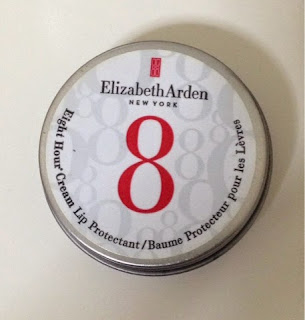 Elizabeth Arden
NEW YORK
8
Eight Hour Cream Lip Protectant/Baume Protecteur pour les Lèvres